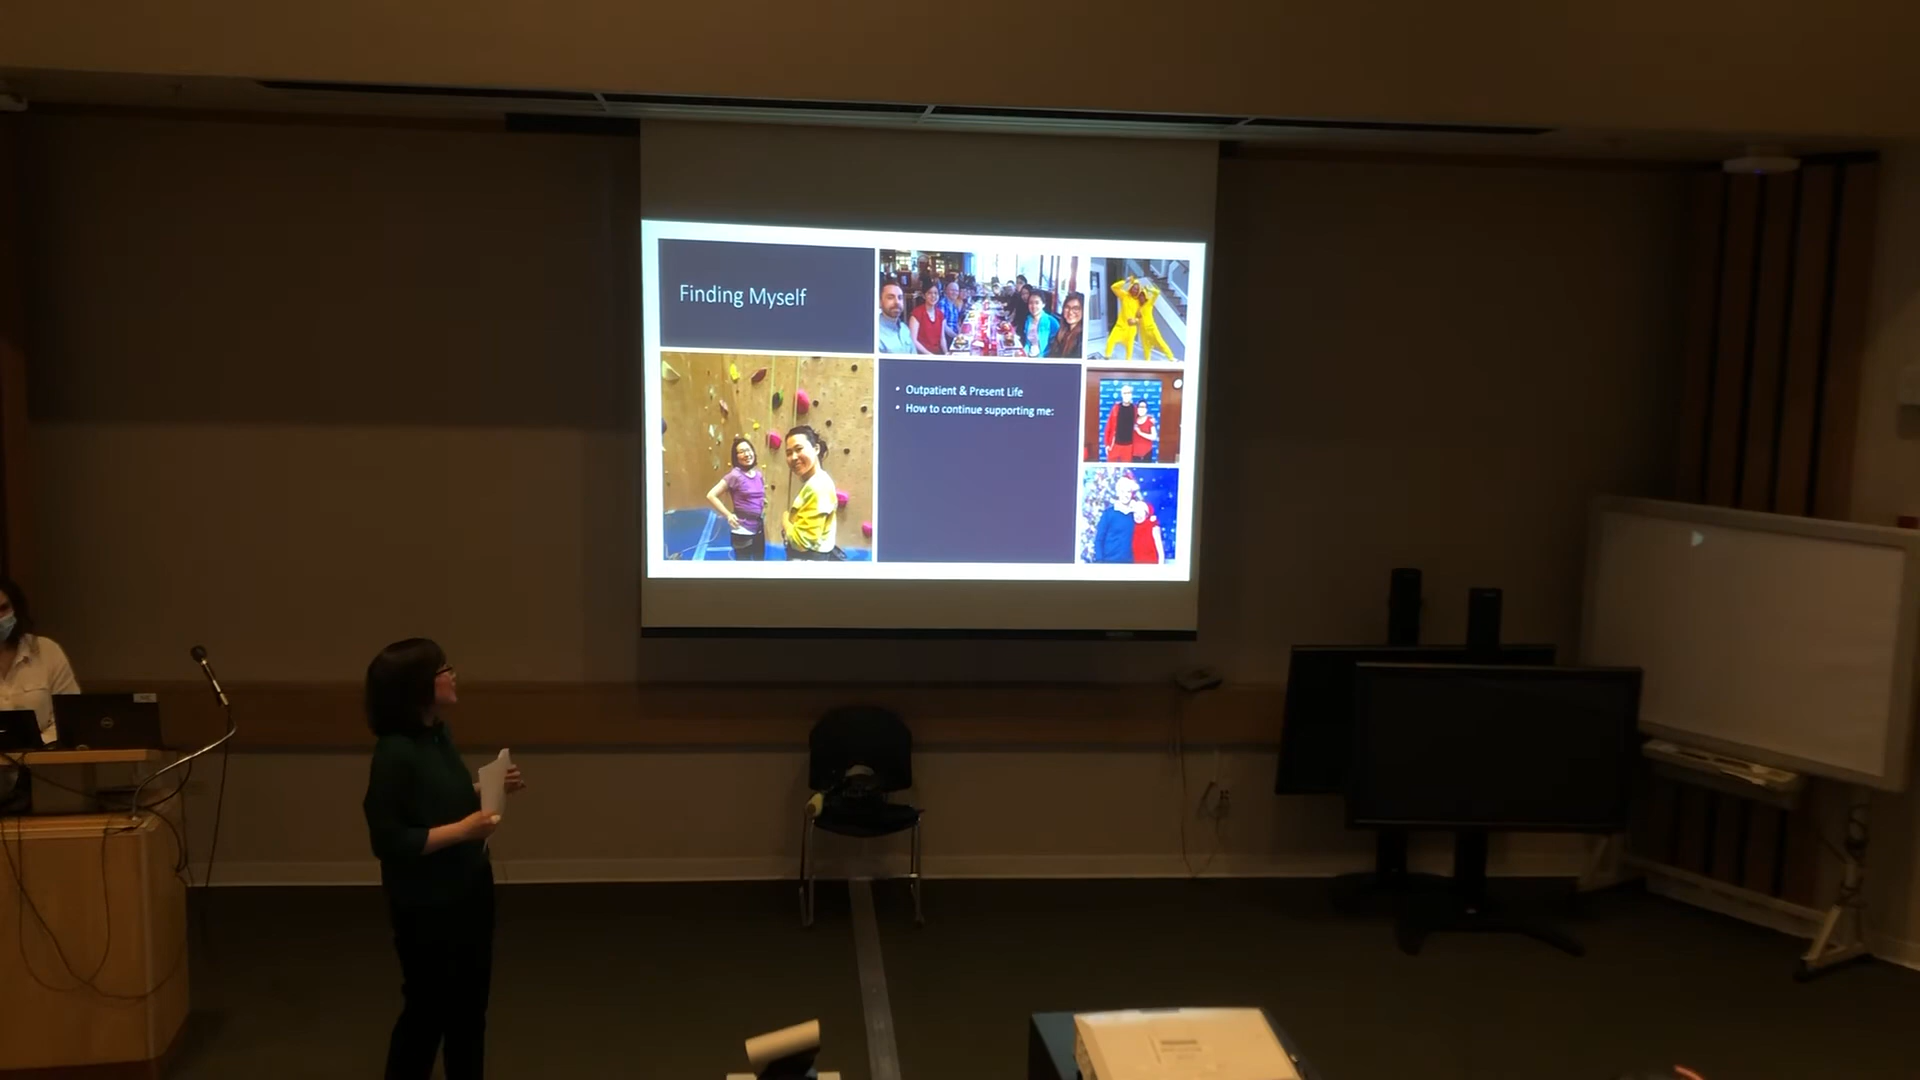 Finding Myself
• Outpatient & Present Life
• How to continue supporting me: